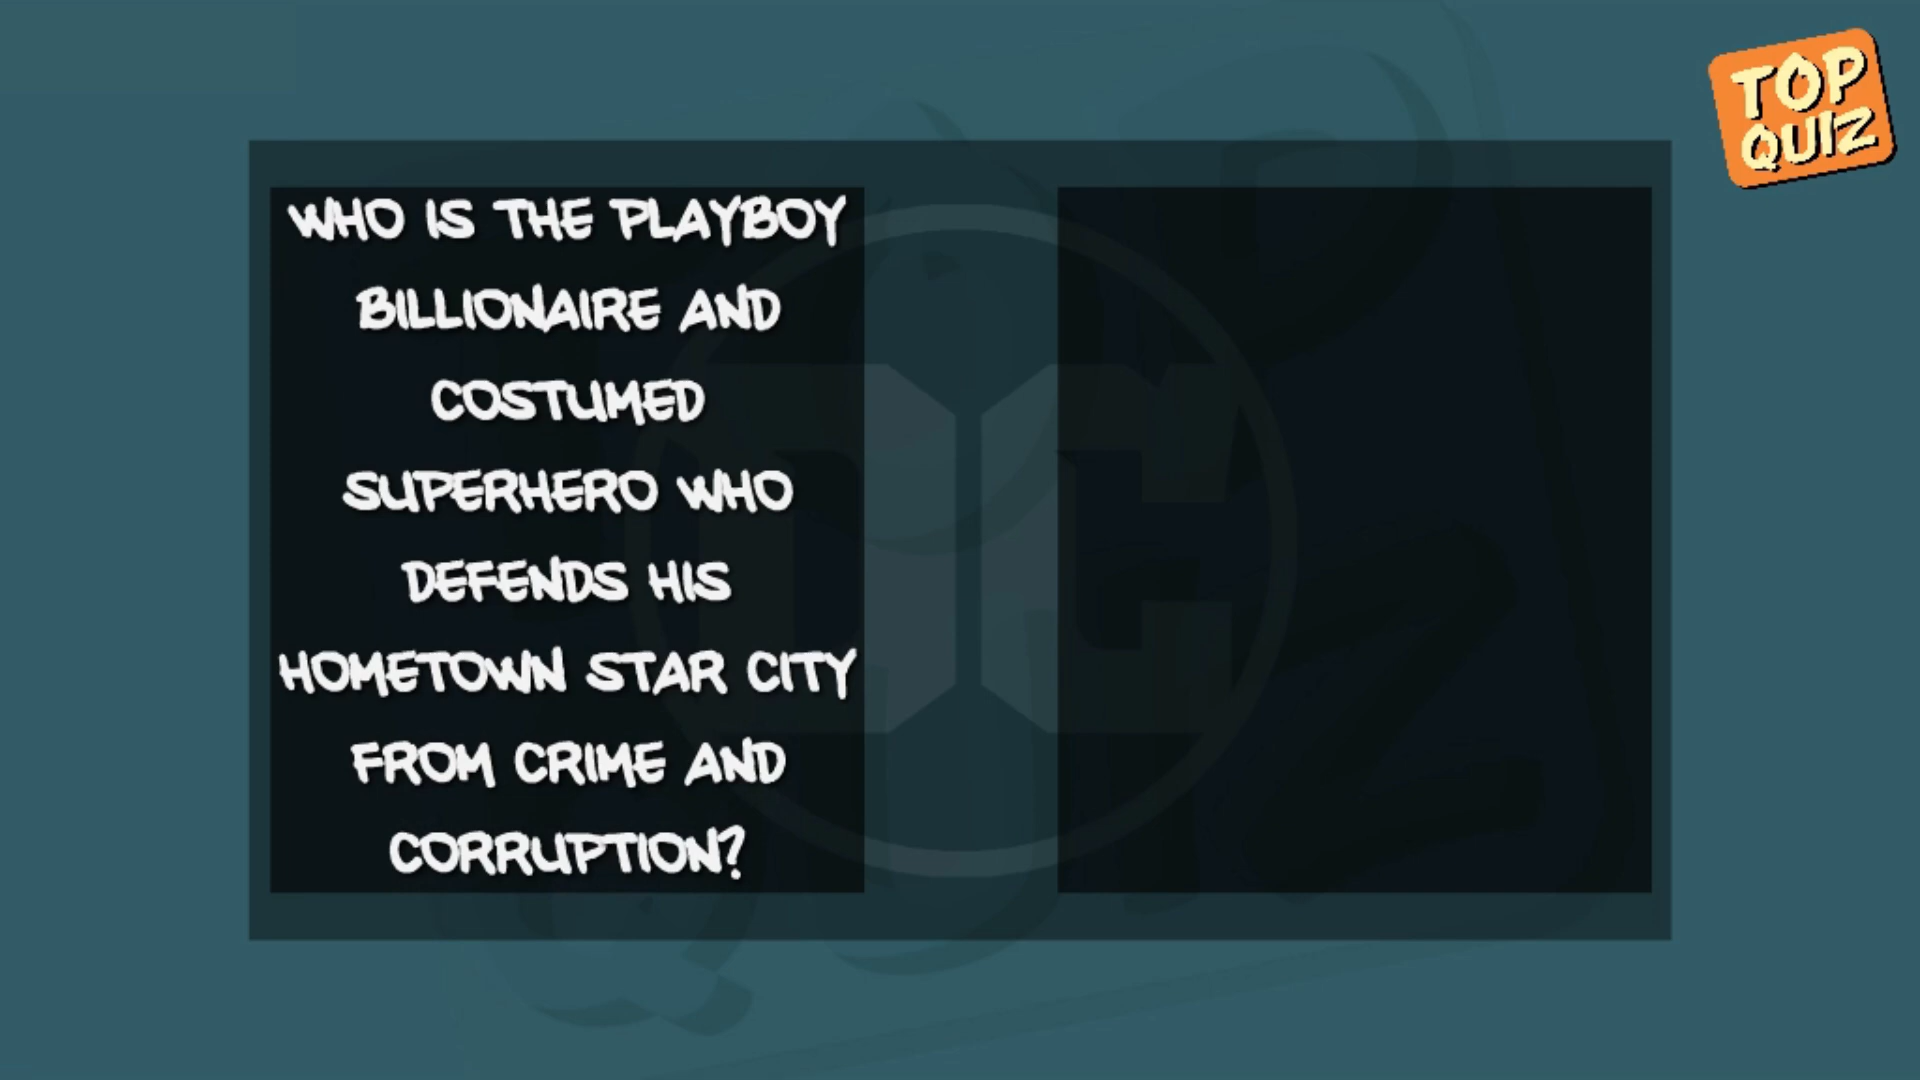 WHO IS THE PLAYBOY
BILLIONAIRE AND
COSTUMED
SUPERHERO WHO
DEFENDS HIS
HOMETOWN STAR CITY
FROM CRIME AND
CORRUPTION?
TOP
QUIZ
DC